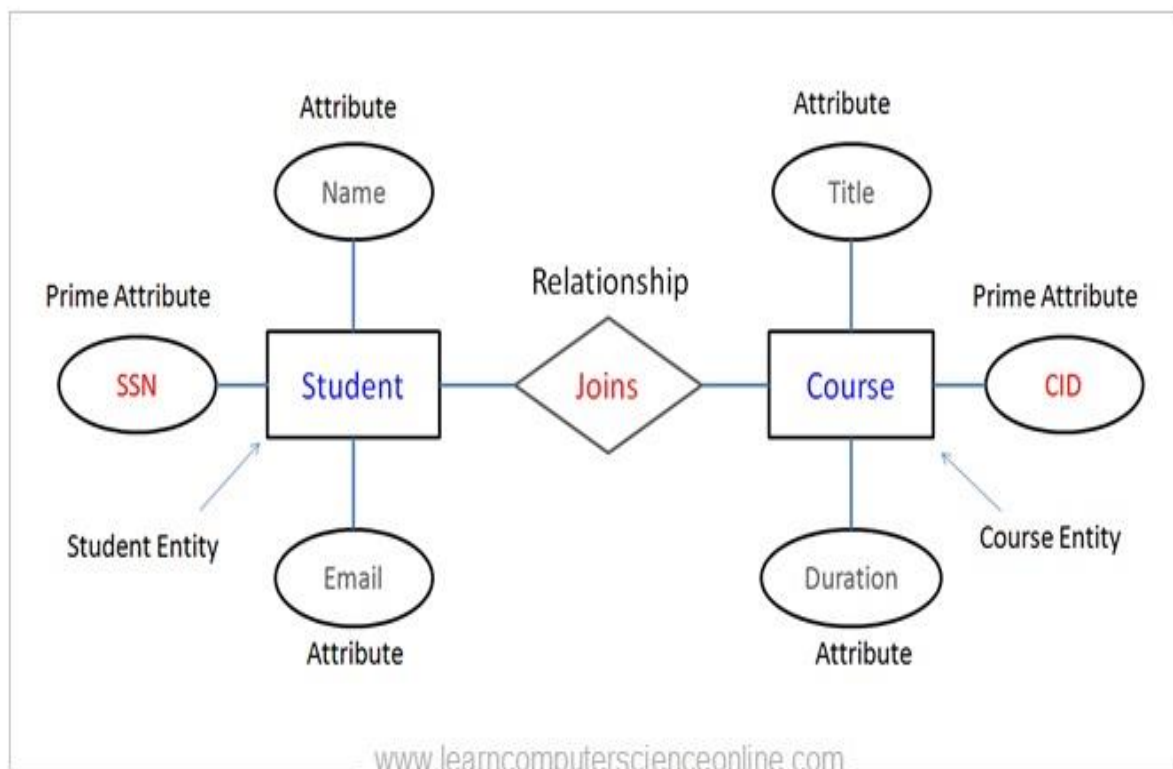 Attribute
Attribute
Name
Title
Relationship
Prime Attribute
Prime Attribute
SSN
Student
Joins
Course
CID
Student Entity
Course Entity
Email
Duration
Attribute
Attribute
www.learncomputerscienceonline.com